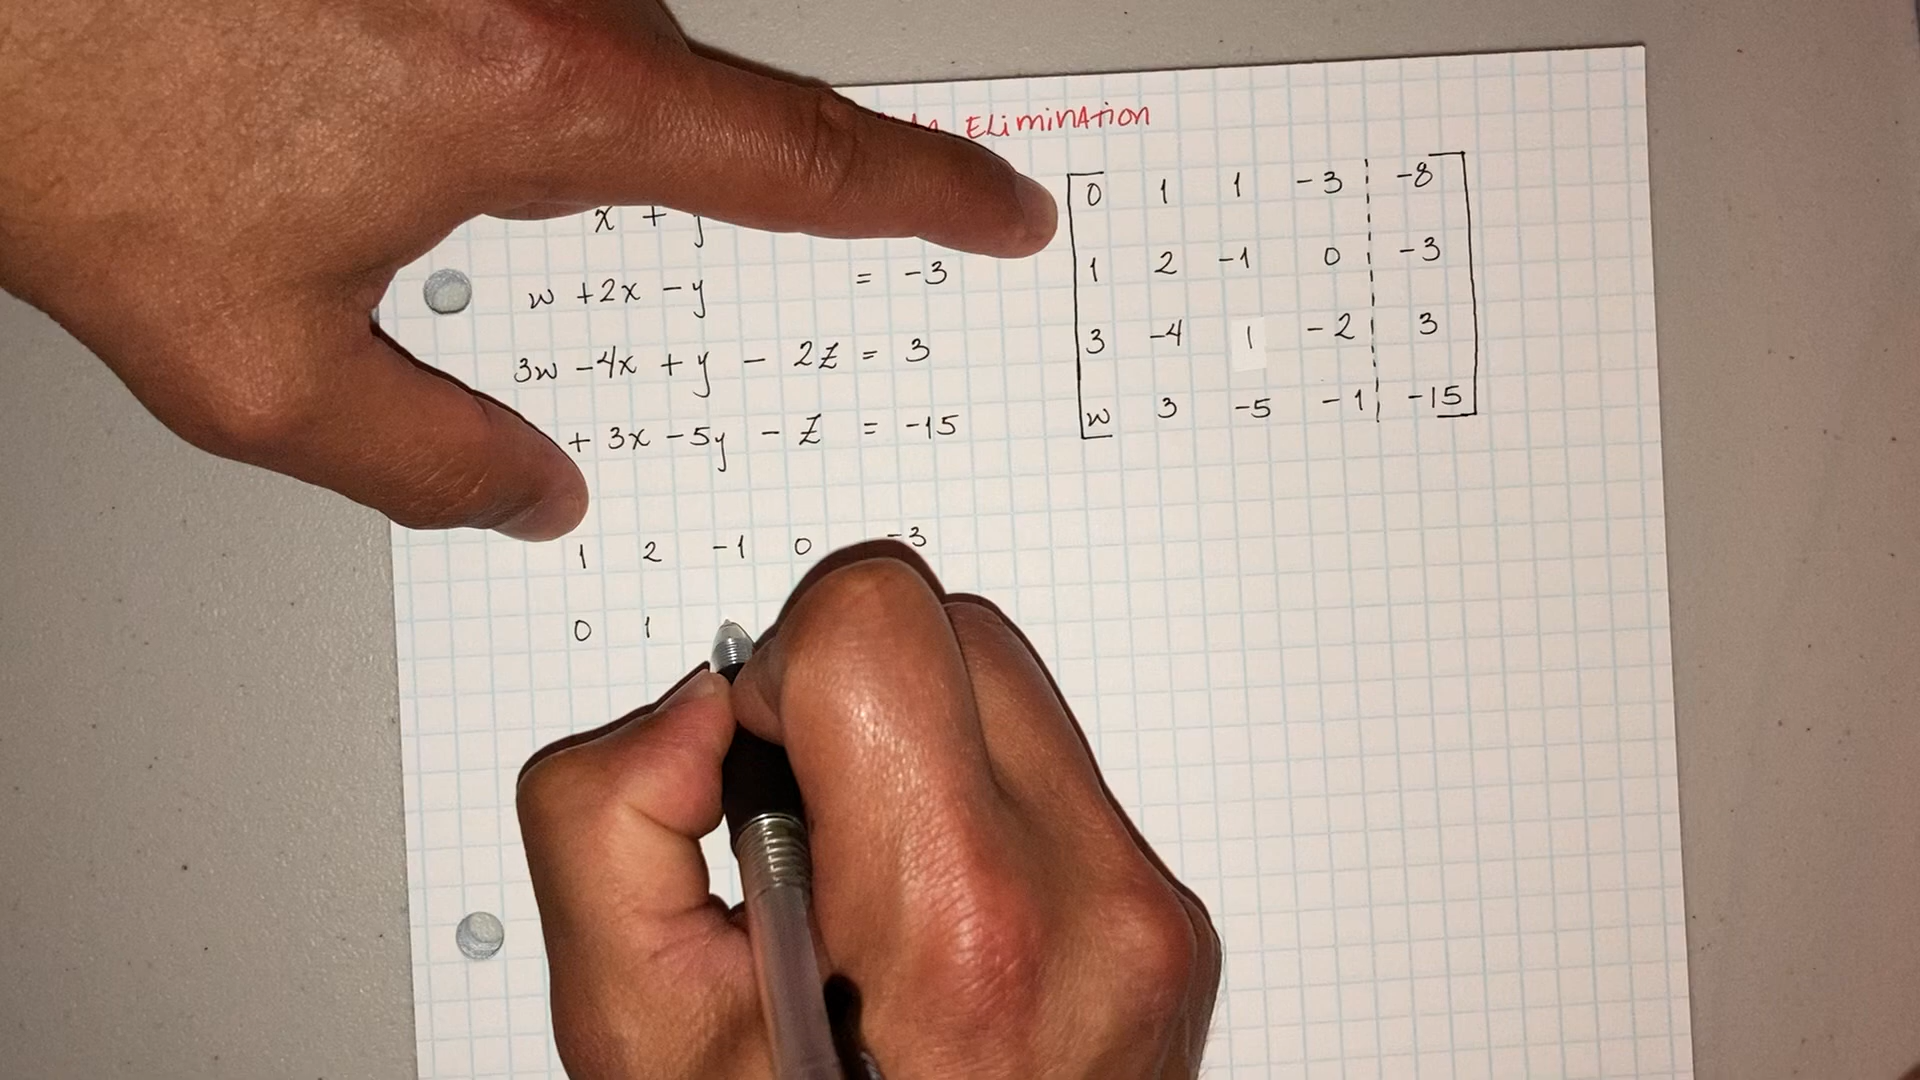 ELiminAtion
x +
w + 2x - y = -3
3w - 4x + y - 2z = 3
+ 3x - 5y - z = -15
0 1 1 -3 -8
1 2 -1 0 -3
3 -4 1 -2 3
w 3 -5 -1 -15
1 2 -1 0 -3
0 1